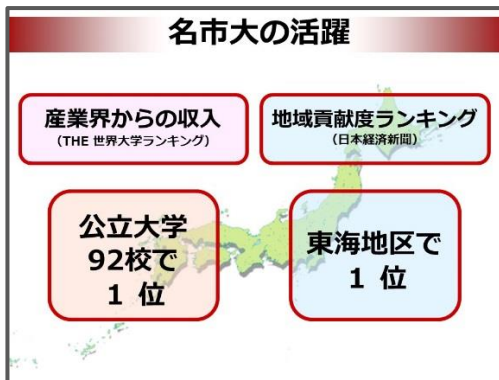 名市大の活躍
産業界からの収入
（THE 世界大学ランキング）
地域貢献度ランキング
（日本経済新聞）
公立大学
92校で
1 位
東海地区で
1 位